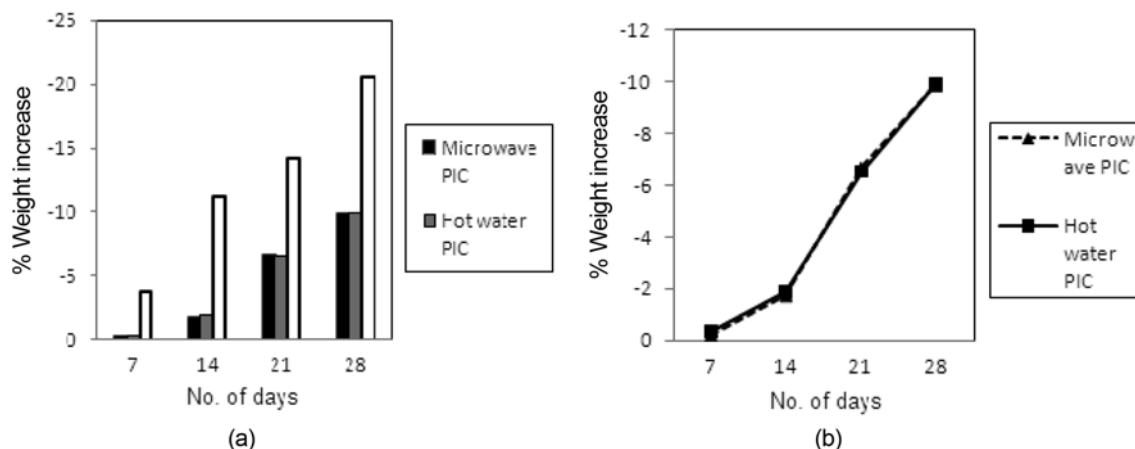 -25
-20
-15
-10
-5
0
% Weight increase
7 14 21 28
No. of days
Microwave
PIC
Hot water
PIC
(a)
-12
-10
-8
-6
-4
-2
0
% Weight increase
7 14 21 28
No. of days
Microw
ave PIC
Hot
water
PIC
(b)